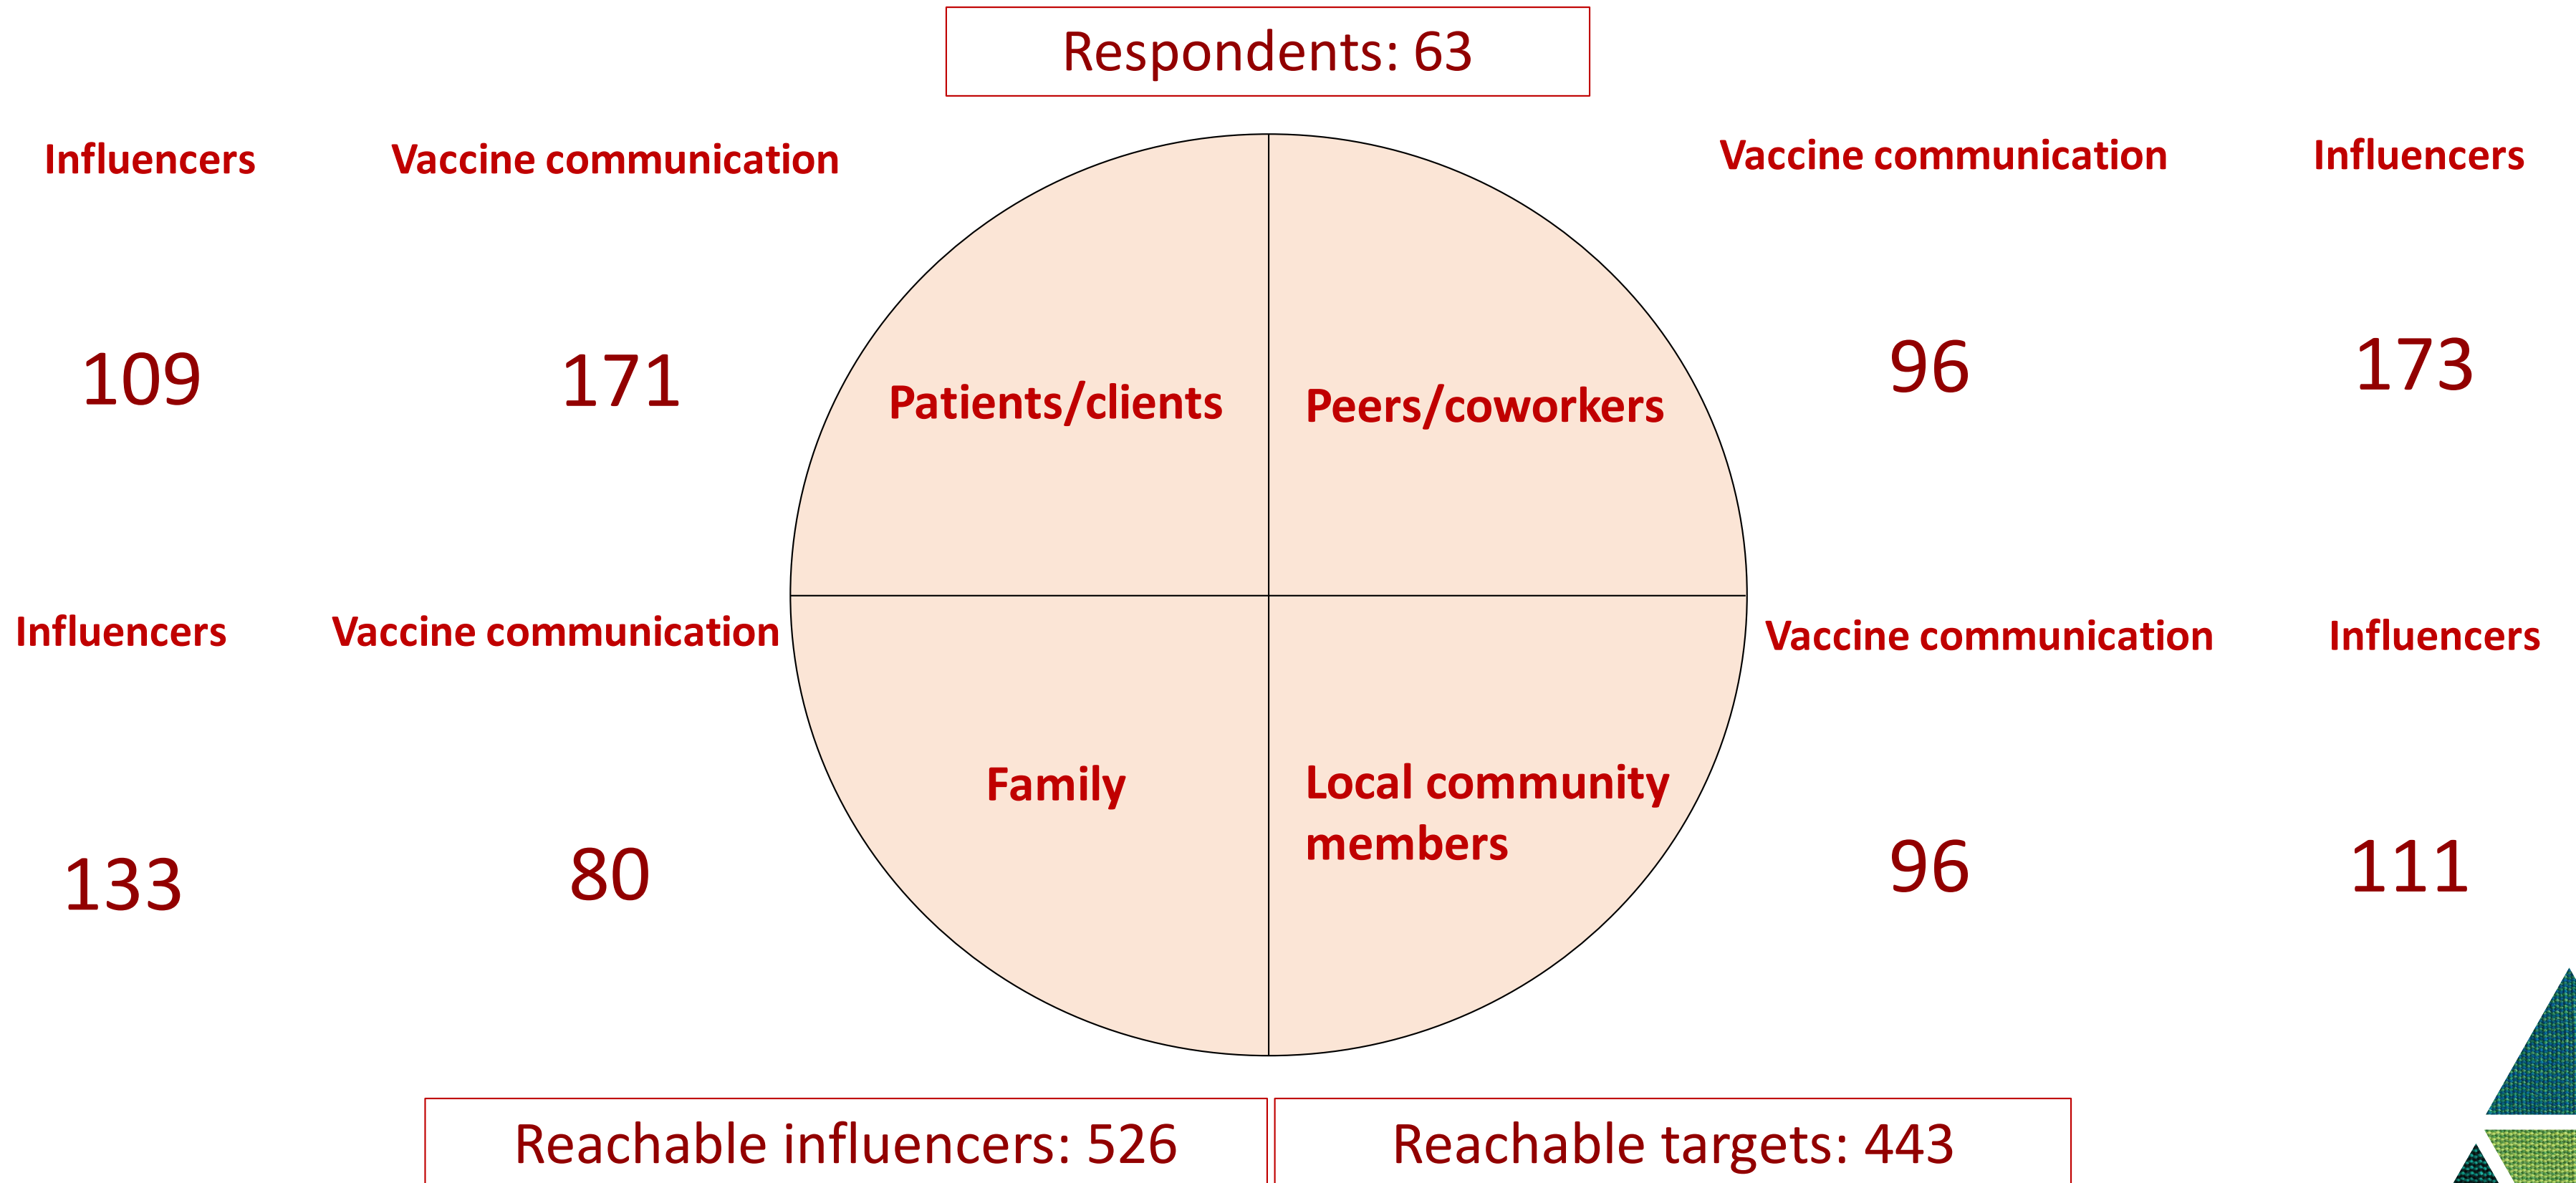 Respondents: 63
Influencers
Vaccine communication
Vaccine communication
Influencers
109
171
Patients/clients
Peers/coworkers
96
173
Influencers
Vaccine communication
Vaccine communication
Influencers
133
80
Family
Local community
members
96
111
Reachable influencers: 526
Reachable targets: 443